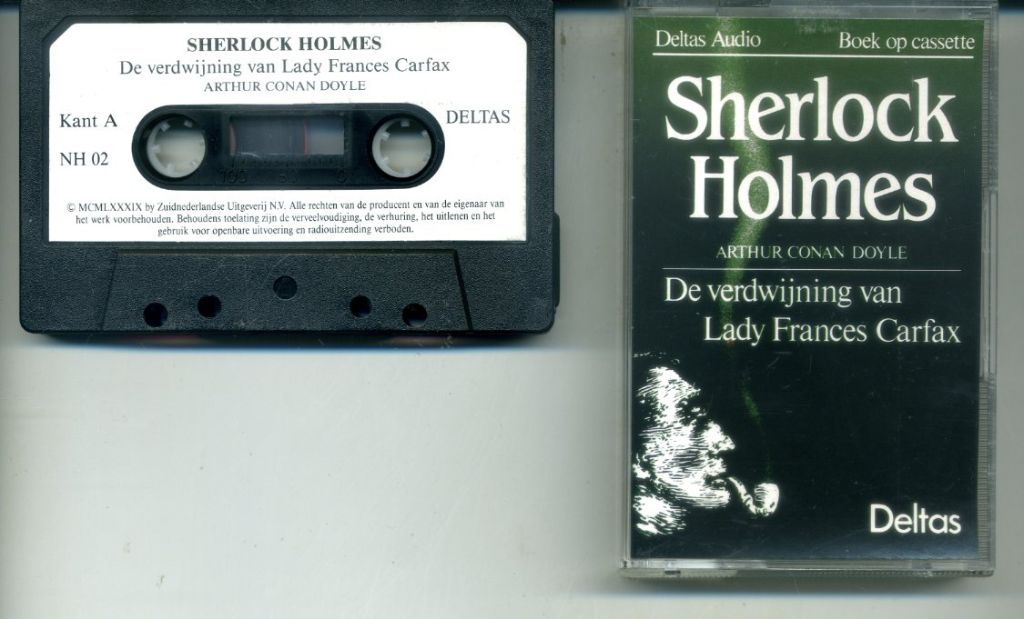 SHERLOCK HOLMES
De verdwijning van Lady Frances Carfax
ARTHUR CONAN DOYLE
Kant A
DELTAS
NH 02
100 50 0
© MCMLXXXIX by Zuidnederlandse Uitgeverij N.V. Alle rechten van de producent en van de eigenaar van
het werk voorbehouden. Behoudens toelating zijn de verveelvoudiging, de verhuring, het uitlenen en het
gebruik voor openbare uitvoering en radiouitzending verboden.
Deltas Audio
Boek op cassette
Sherlock
Holmes
ARTHUR CONAN DOYLE
De verdwijning van
Lady Frances Carfax
Deltas